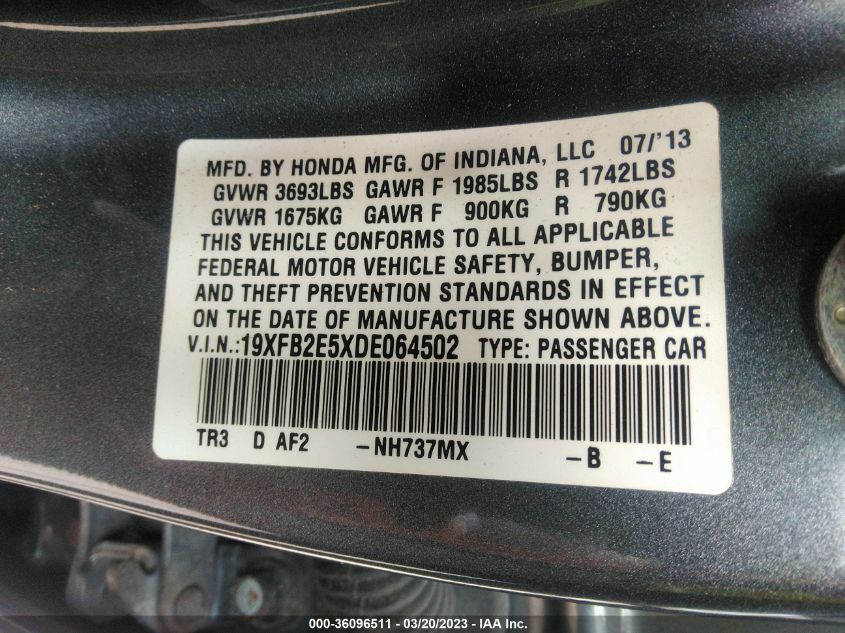 MFD. BY HONDA MFG. OF INDIANA, LLC 07/'13
GVWR 3693LBS GAWR F 1985LBS R 1742LBS
GVWR 1675KG GAWR F 900KG R 790KG
THIS VEHICLE CONFORMS TO ALL APPLICABLE
FEDERAL MOTOR VEHICLE SAFETY, BUMPER,
AND THEFT PREVENTION STANDARDS IN EFFECT
ON THE DATE OF MANUFACTURE SHOWN ABOVE.
V.I.N.:19XFB2E5XDE064502 TYPE: PASSENGER CAR
TR3 D AF2 -NH737MX -B -E
000-36096511 / 03/20/2023 - IAA Inc.